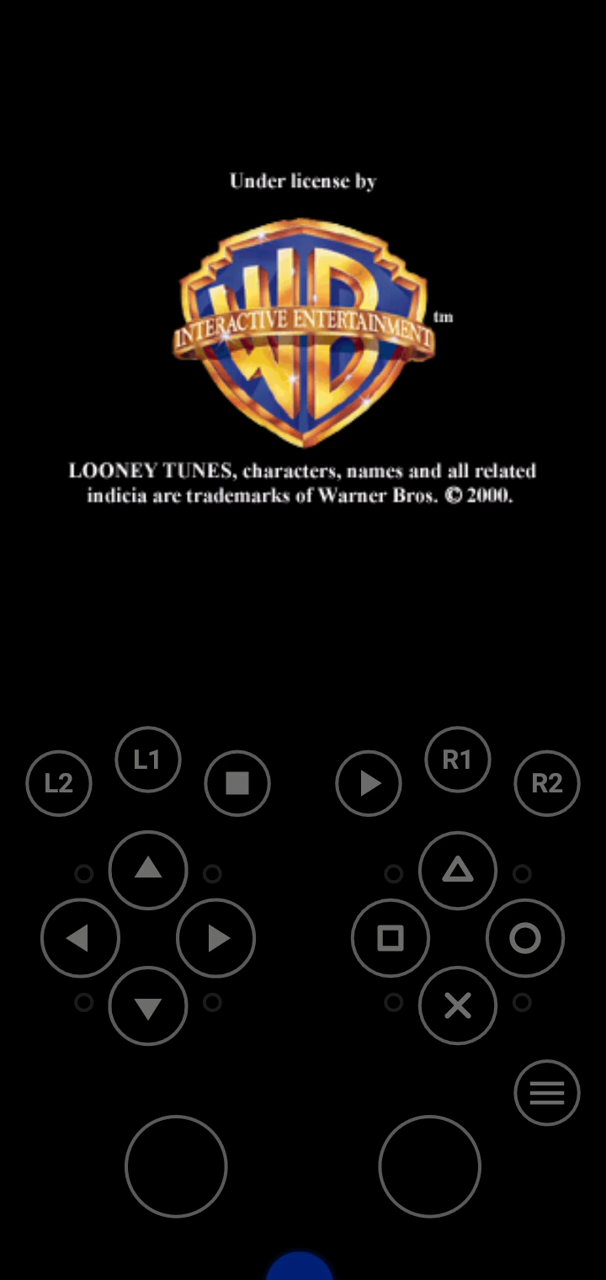 Under license by
WB
INTERACTIVE ENTERTAINMENT
tm
LOONEY TUNES, characters, names and all related
indicia are trademarks of Warner Bros. © 2000.
L2
L1
R1
R2